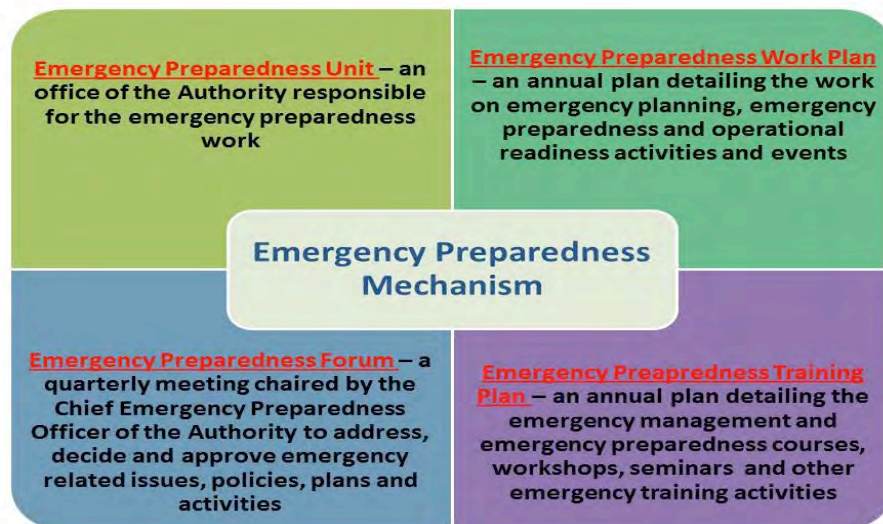 Emergency Preparedness Unit – an
office of the Authority responsible
for the emergency preparedness
work
Emergency Preparedness Work Plan
– an annual plan detailing the work
on emergency planning, emergency
preparedness and operational
readiness activities and events
Emergency Preparedness
Mechanism
Emergency Preparedness Forum – a
quarterly meeting chaired by the
Chief Emergency Preparedness
Officer of the Authority to address,
decide and approve emergency
related issues, policies, plans and
activities
Emergency Preapredness Training
Plan – an annual plan detailing the
emergency management and
emergency preparedness courses,
workshops, seminars and other
emergency training activities